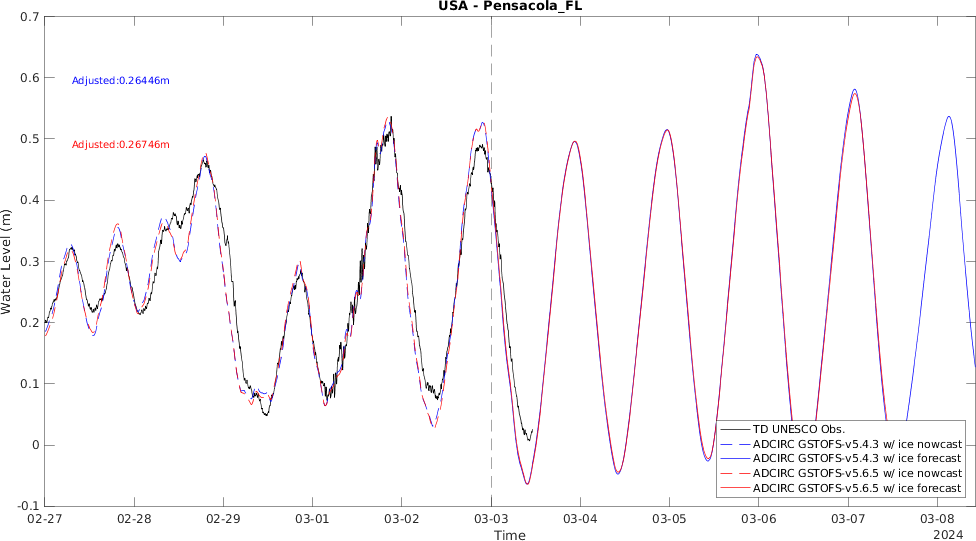 USA - Pensacola_FL
0.7
0.6
0.5
0.4
0.3
0.2
0.1
0
-0.1
Water Level (m)
Adjusted:0.26446m
Adjusted:0.26746m
TD UNESCO Obs.
ADCIRC GSTOFS-v5.4.3 w/ ice nowcast
ADCIRC GSTOFS-v5.4.3 w/ ice forecast
ADCIRC GSTOFS-v5.6.5 w/ ice nowcast
ADCIRC GSTOFS-v5.6.5 w/ ice forecast
02-27 02-28 02-29 03-01 03-02 03-03 03-04 03-05 03-06 03-07 03-08
Time
2024